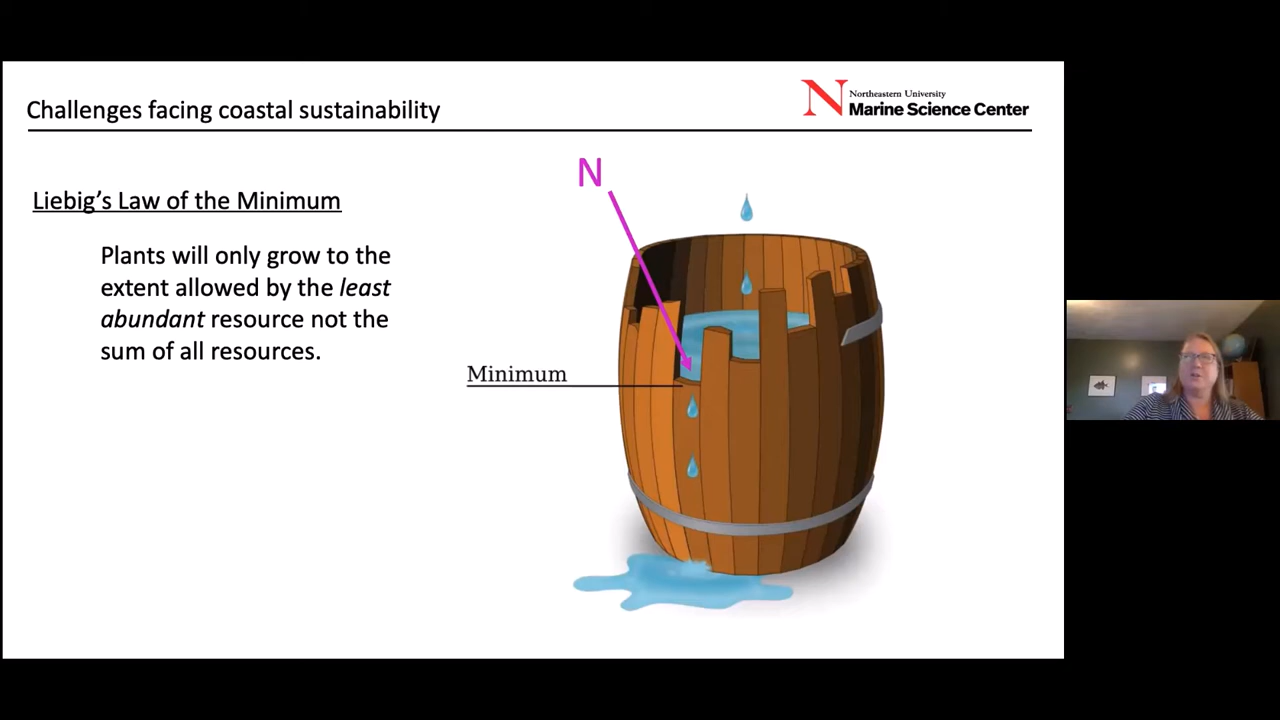 Challenges facing coastal sustainability
N
Northeastern University
Marine Science Center
Liebig’s Law of the Minimum
Plants will only grow to the
extent allowed by the least
abundant resource not the
sum of all resources.
N
Minimum